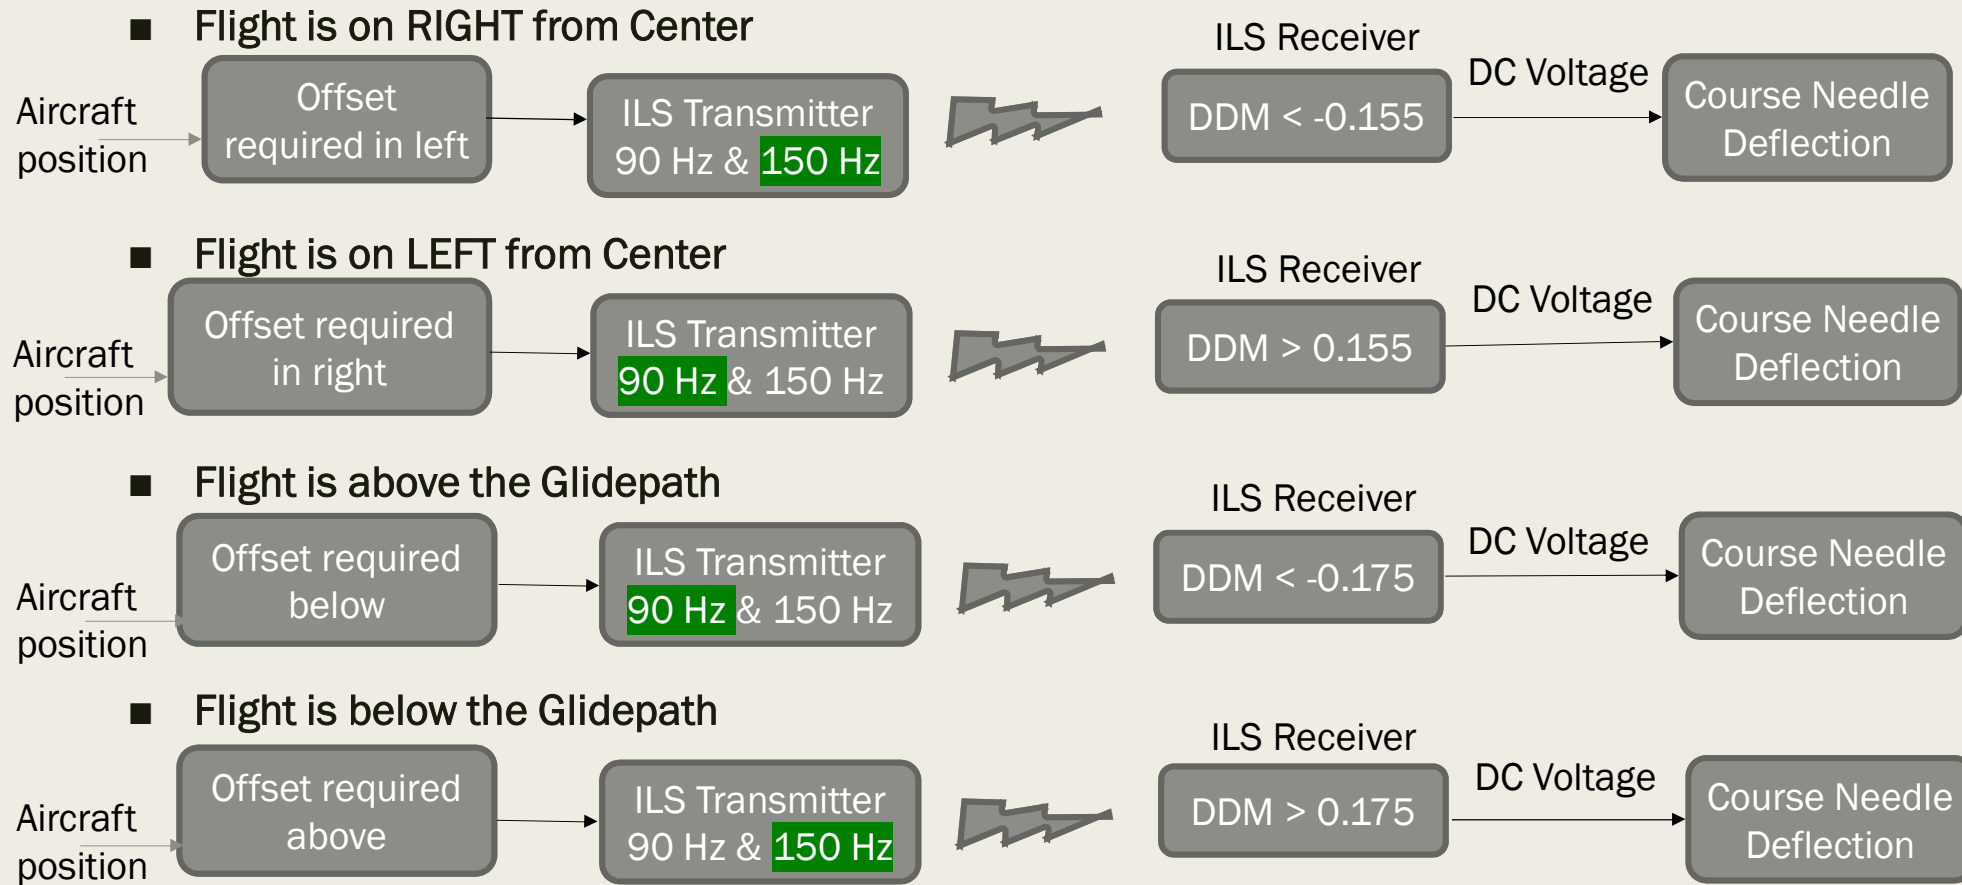 ■ Flight is on RIGHT from Center
Aircraft
position
Offset
required in left
ILS Transmitter
90 Hz & 150 Hz
ILS Receiver
DDM < -0.155
DC Voltage
Course Needle
Deflection
■ Flight is on LEFT from Center
Aircraft
position
Offset required
in right
ILS Transmitter
90 Hz & 150 Hz
ILS Receiver
DDM > 0.155
DC Voltage
Course Needle
Deflection
■ Flight is above the Glidepath
Aircraft
position
Offset required
below
ILS Transmitter
90 Hz & 150 Hz
ILS Receiver
DDM < -0.175
DC Voltage
Course Needle
Deflection
■ Flight is below the Glidepath
Aircraft
position
Offset required
above
ILS Transmitter
90 Hz & 150 Hz
ILS Receiver
DDM > 0.175
DC Voltage
Course Needle
Deflection